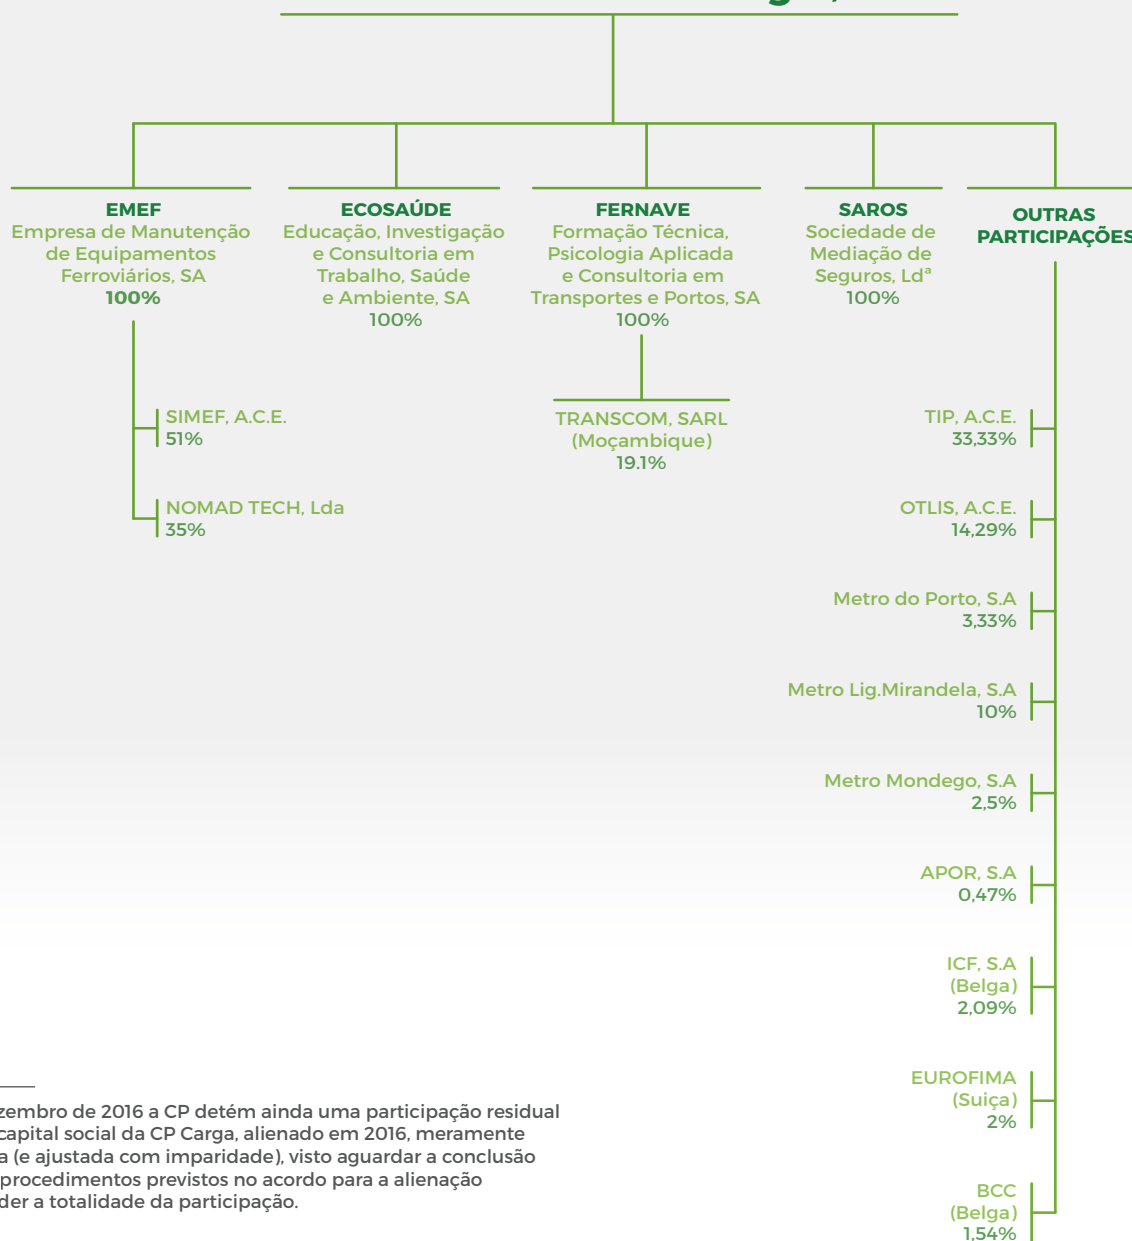 EMEF
Empresa de Manutenção
de Equipamentos
Ferroviários, SA
100%
ECOSAÚDE
Educação, Investigação
e Consultoria em
Trabalho, Saúde
e Ambiente, SA
100%
FERNAVE
Formação Técnica,
Psicologia Aplicada
e Consultoria em
Transportes e Portos, SA
100%
SAROS
Sociedade de
Mediação de
Seguros, Ldª
100%
OUTRAS
PARTICIPAÇÕES
SIMEF, A.C.E.
51%
NOMAD TECH, Lda
35%
TRANSCOM, SARL
(Moçambique)
19.1%
TIP, A.C.E.
33,33%
OTLIS, A.C.E.
14,29%
Metro do Porto, S.A
3,33%
Metro Lig.Mirandela, S.A
10%
Metro Mondego, S.A
2,5%
APOR, S.A
0,47%
ICF, S.A
(Belga)
2,09%
EUROFIMA
(Suiça)
2%
BCC
(Belga)
1,54%
zembro de 2016 a CP detém ainda uma participação residual
capital social da CP Carga, alienado em 2016, meramente
a (e ajustada com imparidade), visto aguardar a conclusão
procedimentos previstos no acordo para a alienação
der a totalidade da participação.